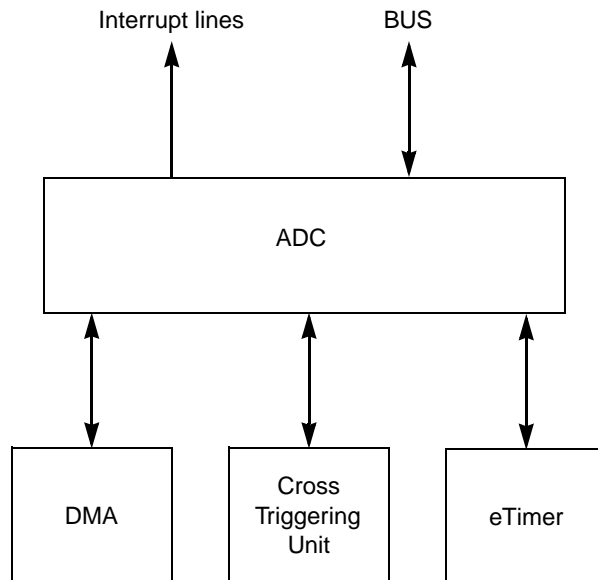 Interrupt lines
BUS
ADC
DMA
Cross
Triggering
Unit
eTimer